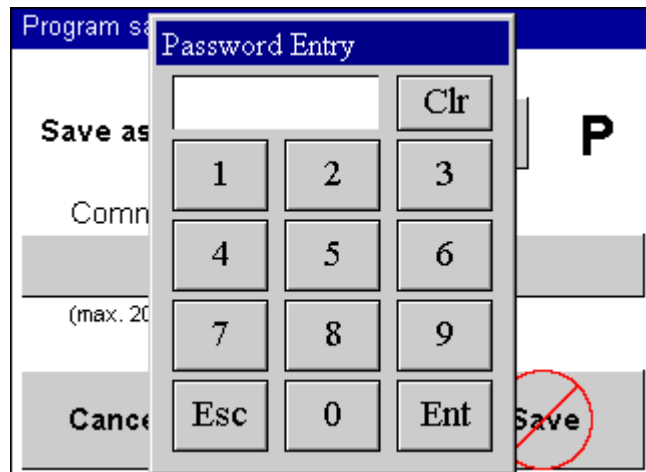 Program sa
Password Entry
Clr
Save as
P
1 2 3
Comm
4 5 6
(max. 20
7 8 9
Esc 0 Ent
Cance
Save